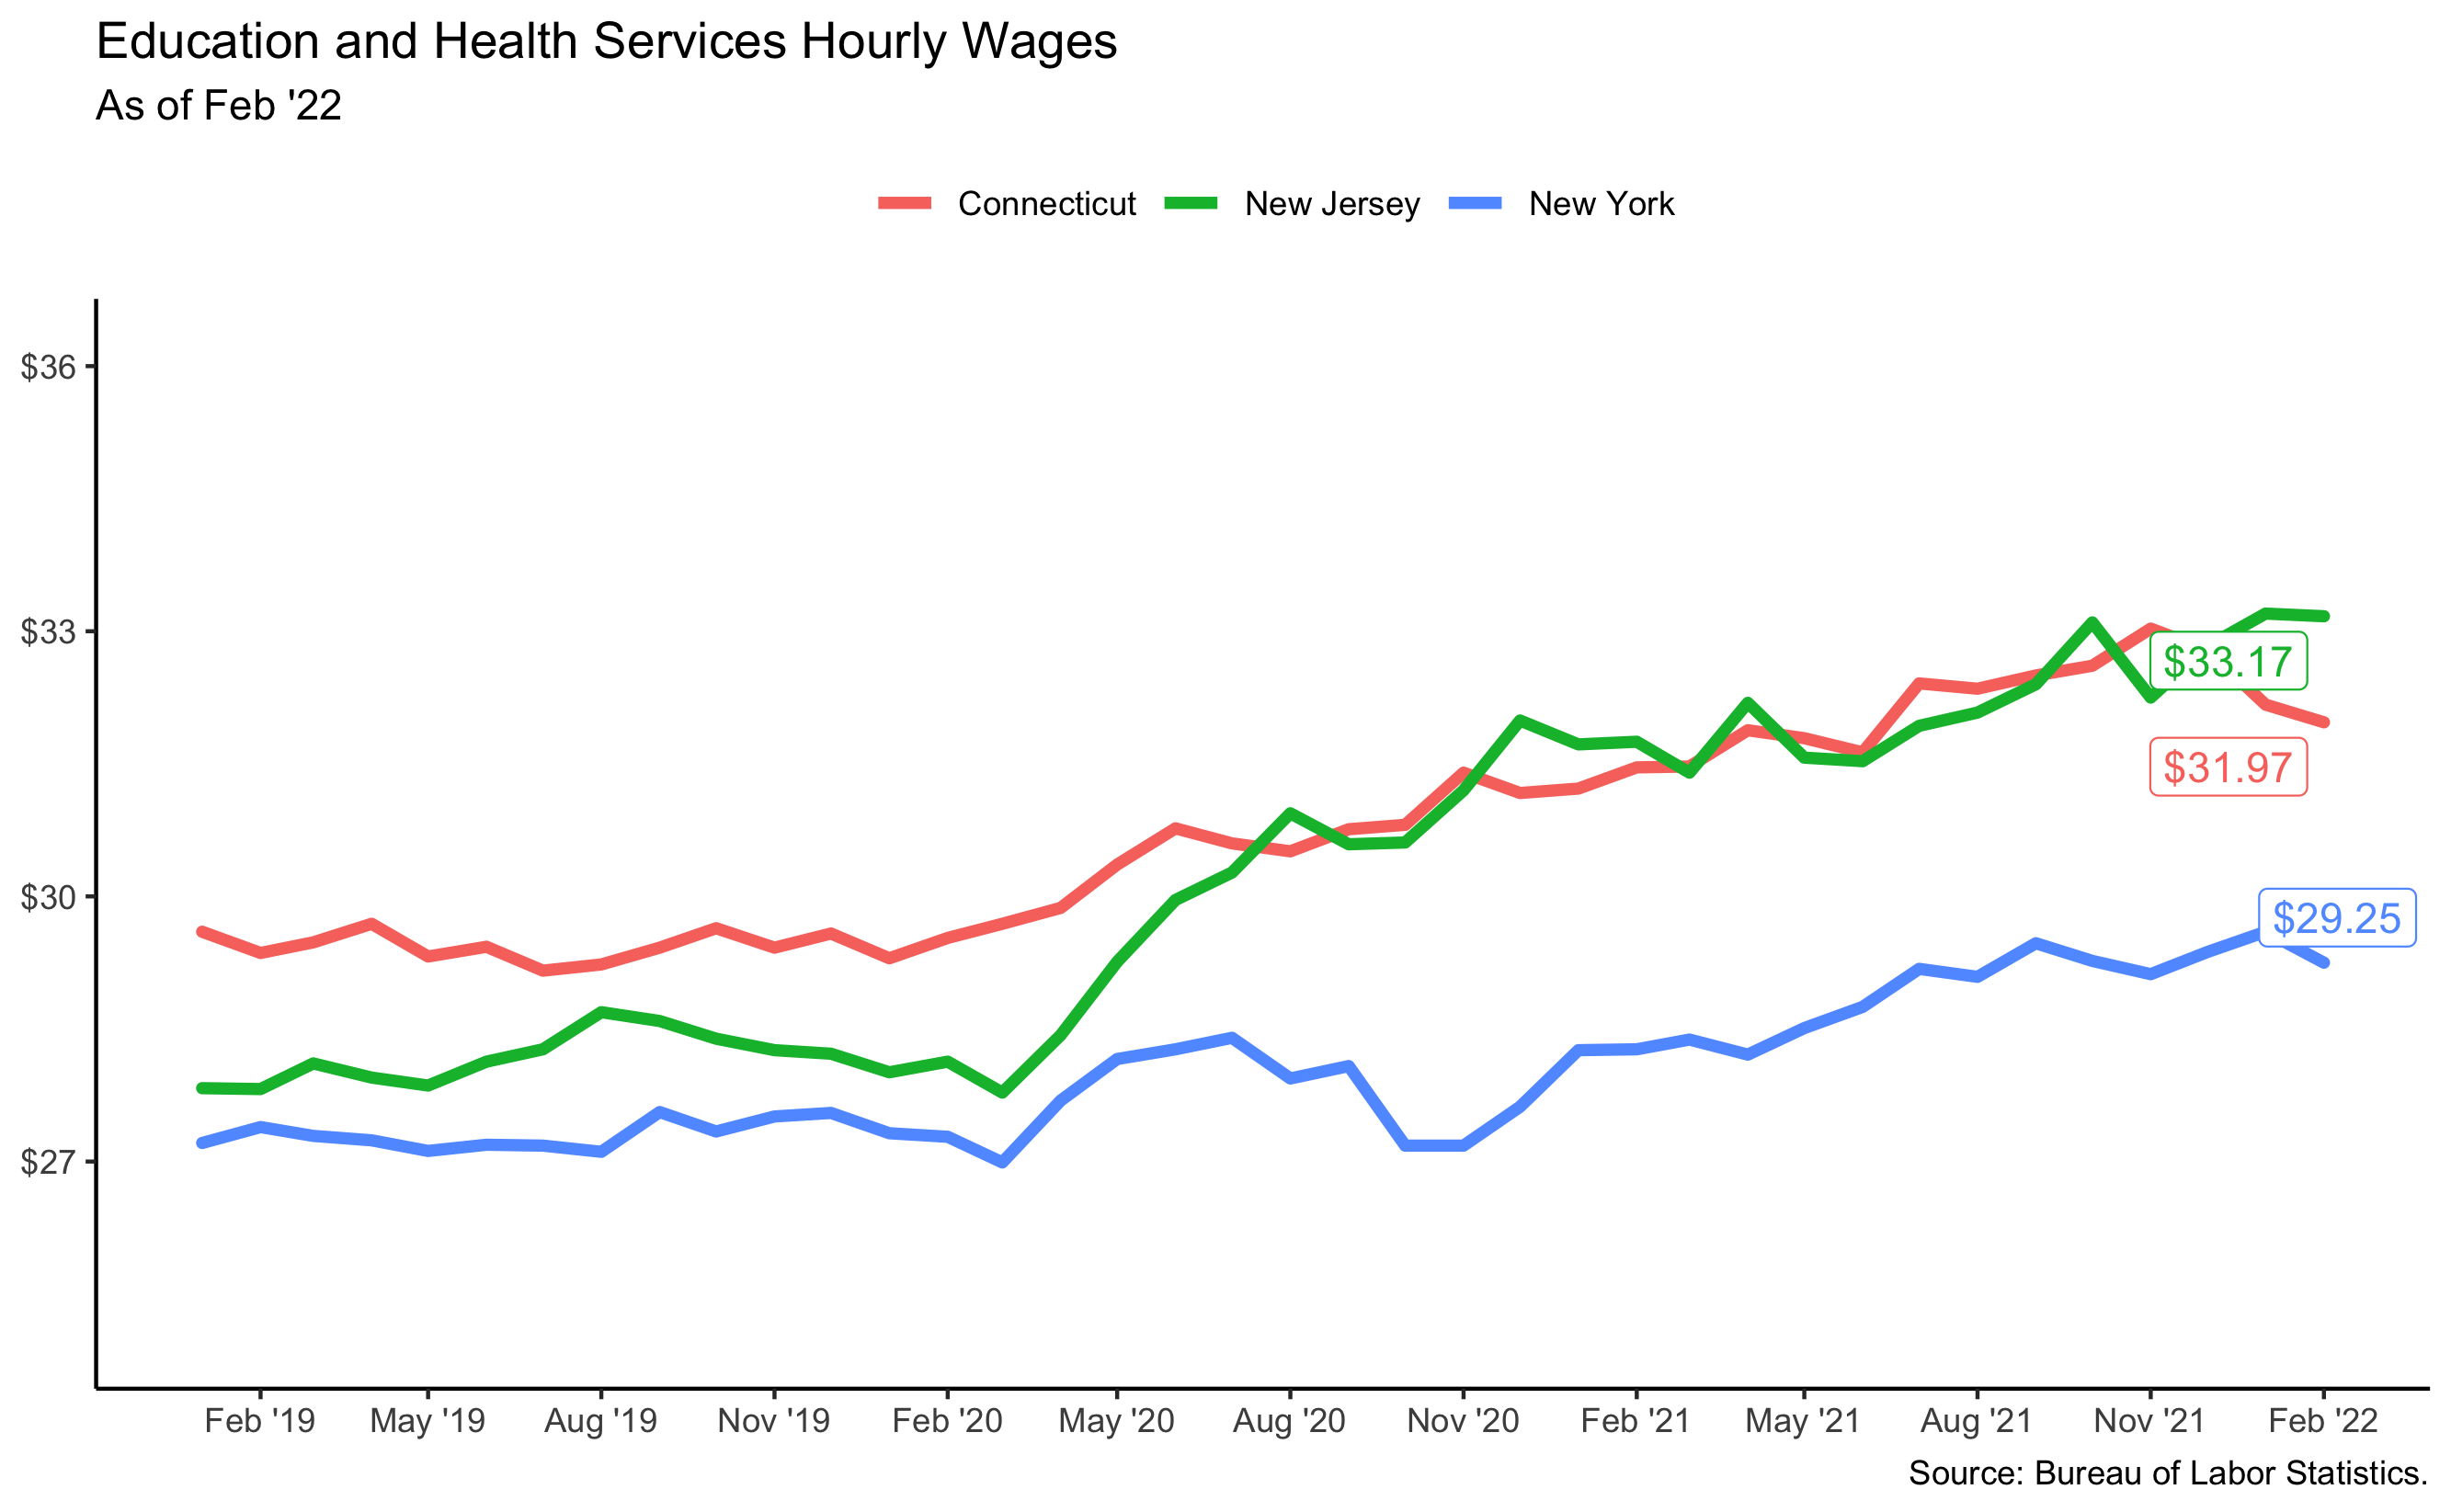 Education and Health Services Hourly Wages
As of Feb '22
Connecticut New Jersey New York
$36
$33
$30
$27
$33.17
$31.97
$29.25
Feb '19 May '19 Aug '19 Nov '19 Feb '20 May '20 Aug '20 Nov '20 Feb '21 May '21 Aug '21 Nov '21 Feb '22
Source: Bureau of Labor Statistics.